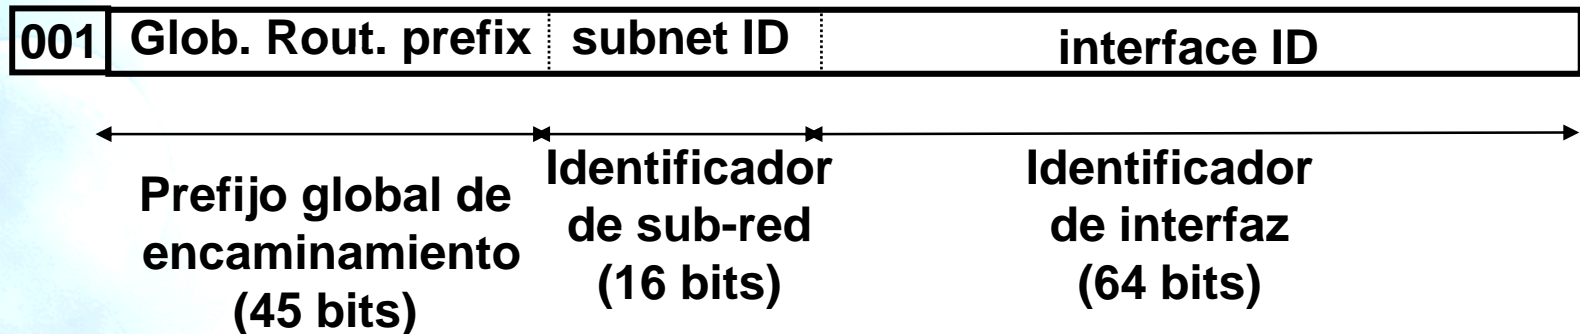 001 Glob. Rout. prefix subnet ID interface ID
Prefijo global de
encaminamiento
(45 bits)
Identificador
de sub-red
(16 bits)
Identificador
de interfaz
(64 bits)